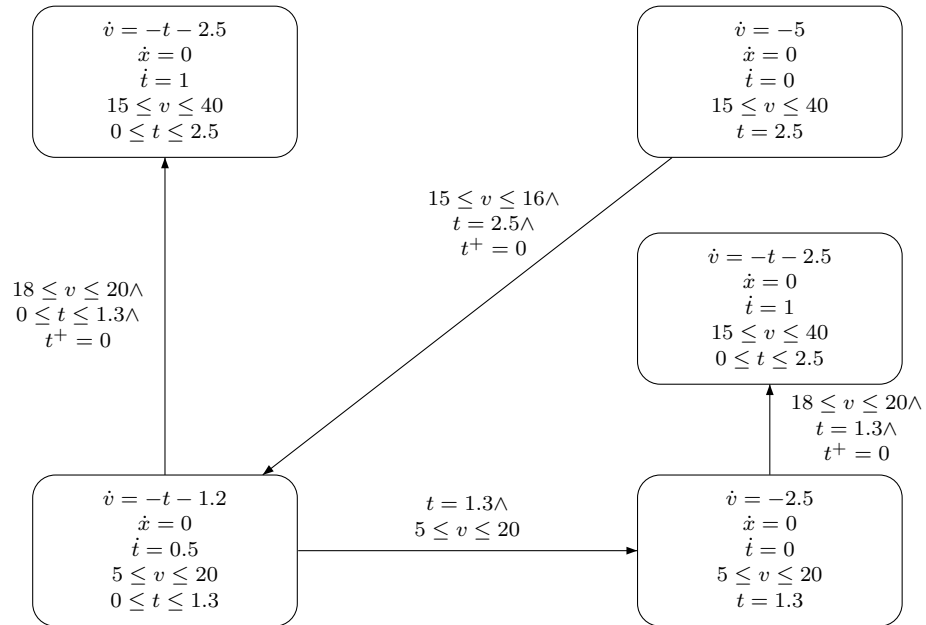 v̇ = −t − 2.5
ẋ = 0
ṫ = 1
15 ≤ v ≤ 40
0 ≤ t ≤ 2.5
v̇ = −5
ẋ = 0
ṫ = 0
15 ≤ v ≤ 40
t = 2.5
15 ≤ v ≤ 16∧
t = 2.5∧
t⁺ = 0
v̇ = −t − 2.5
ẋ = 0
ṫ = 1
15 ≤ v ≤ 40
0 ≤ t ≤ 2.5
18 ≤ v ≤ 20∧
0 ≤ t ≤ 1.3∧
t⁺ = 0
18 ≤ v ≤ 20∧
t = 1.3∧
t⁺ = 0
v̇ = −t − 1.2
ẋ = 0
ṫ = 0.5
5 ≤ v ≤ 20
0 ≤ t ≤ 1.3
t = 1.3∧
5 ≤ v ≤ 20
v̇ = −2.5
ẋ = 0
ṫ = 0
5 ≤ v ≤ 20
t = 1.3